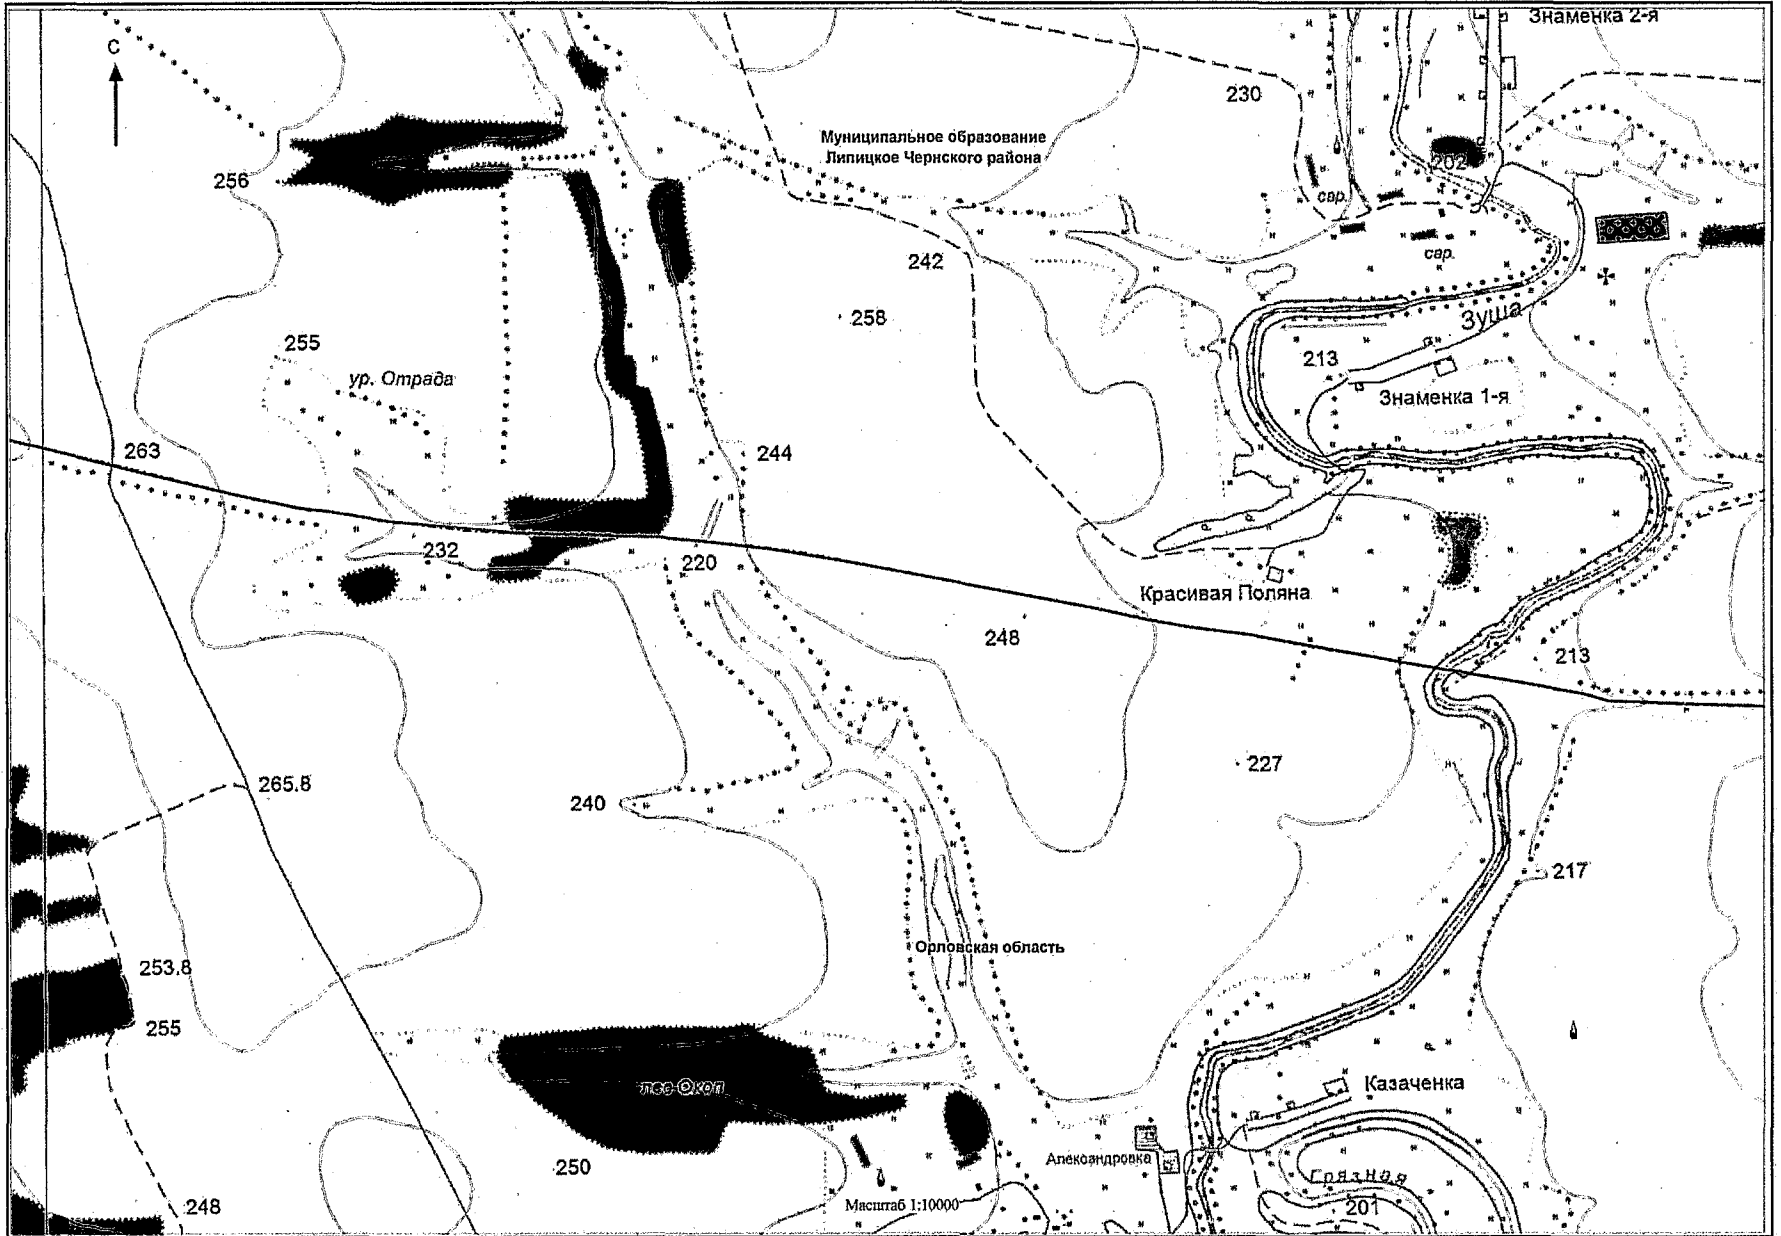 Знаменка 2-я
С
230
Муниципальное образование
Липицкое Чернского района
202
256
сар.
сар.
242
258
Зуша
255
213
ур. Отрада
Знаменка 1-я
263
244
232
220
Красивая Поляна
248
213
227
265.8
240
217
Орловская область
253.8
255
лес Окоп
Казаченка
Александровка
250
Грязная
248
Масштаб 1:10000
201